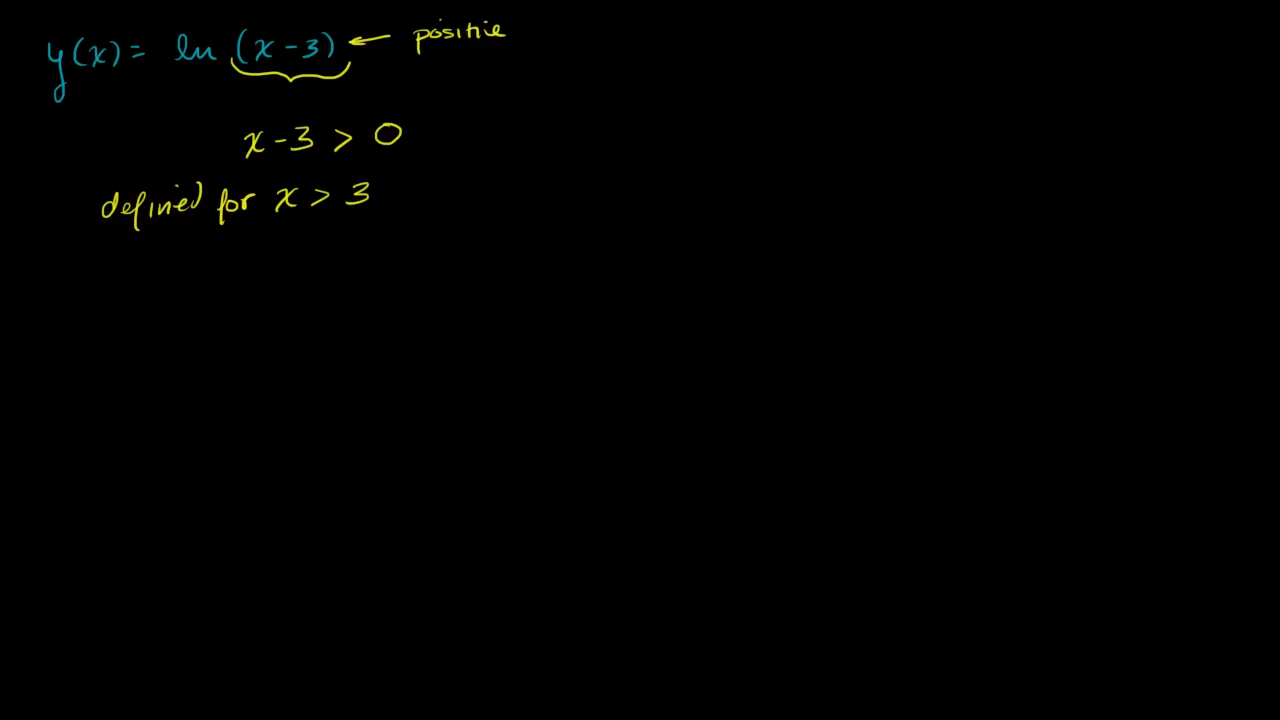 y(x) = ln (x - 3) ← positive
x - 3 > 0
defined for x > 3